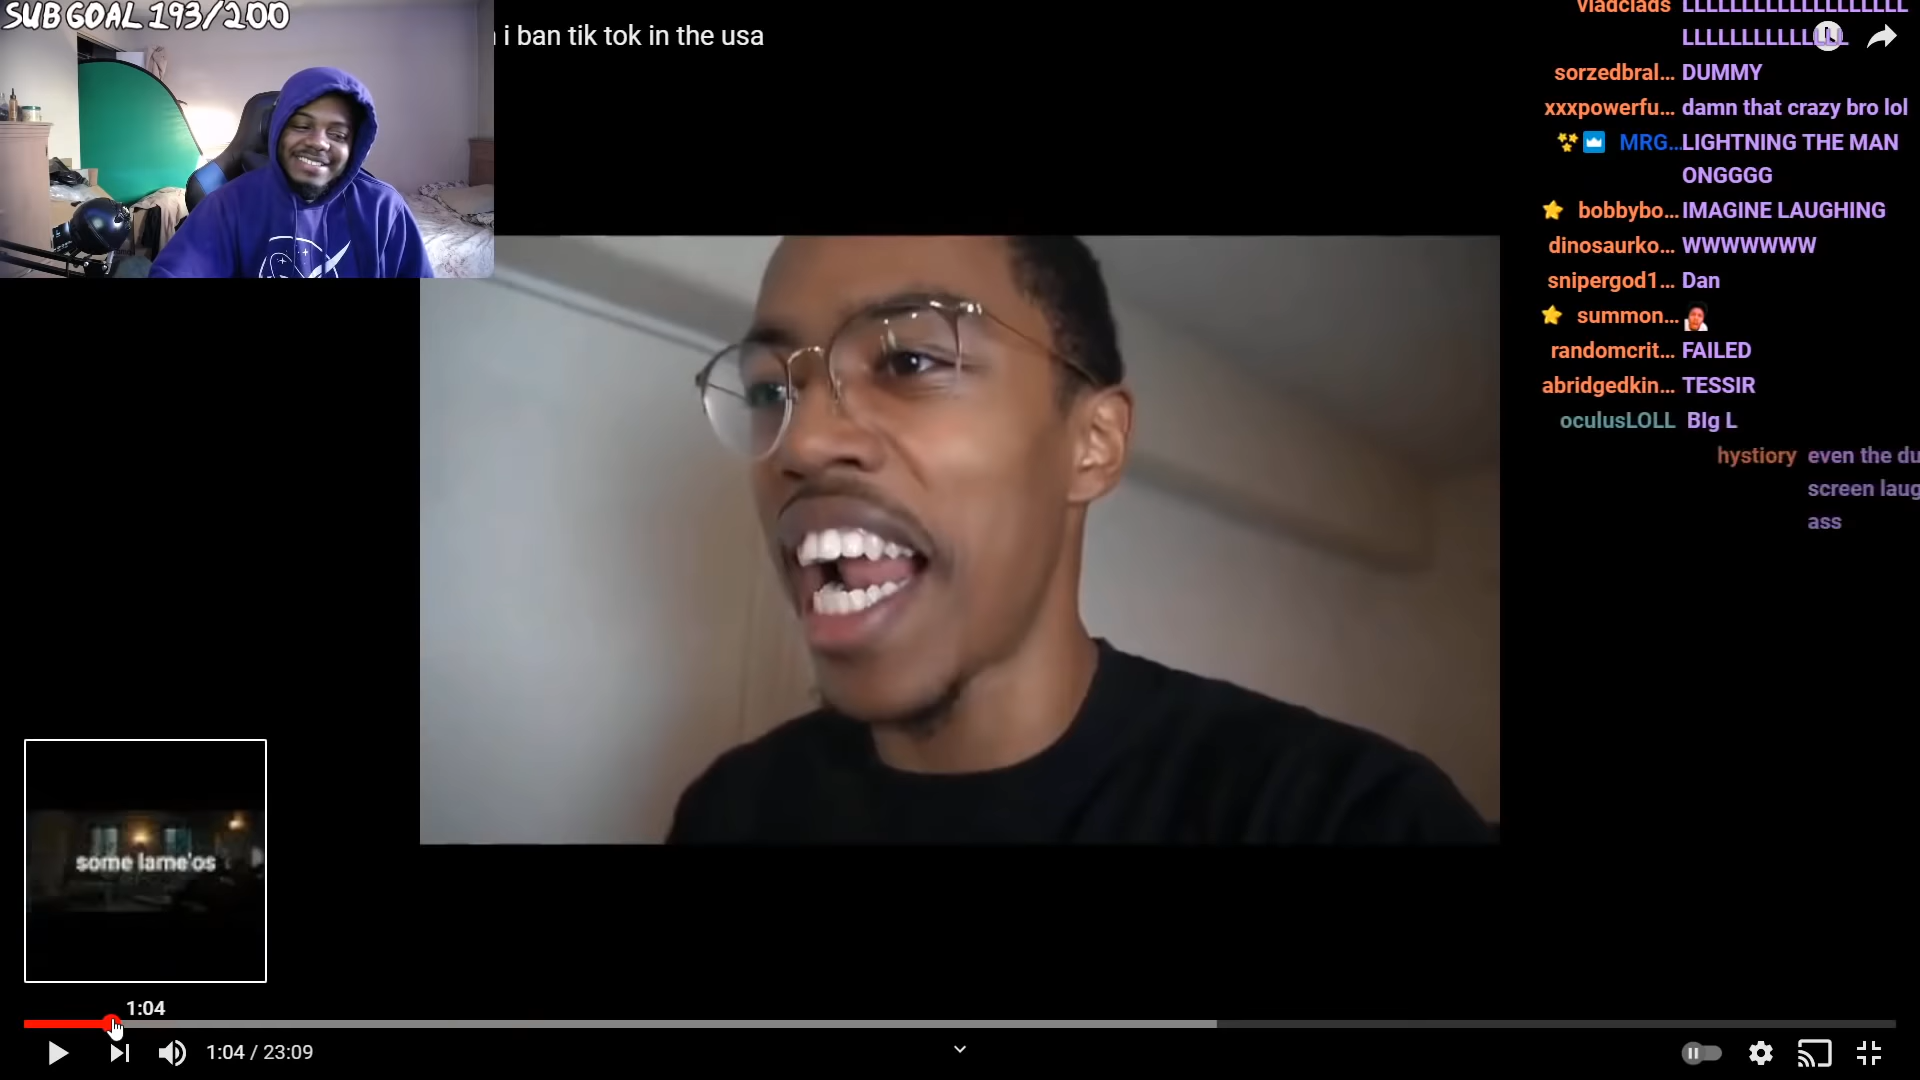 SUB GOAL 193/200
i ban tik tok in the usa
vladclads LLLLLLLLLLLLLLLLLLL
LLLLLLLLLLLLLL
sorzedbral... DUMMY
xxxpowerfu... damn that crazy bro lol
MRG... LIGHTNING THE MAN
ONGGGG
bobbybo... IMAGINE LAUGHING
dinosaurko... WWWWWWW
snipergod1... Dan
summon...
randomcrit... FAILED
abridgedkin... TESSIR
oculusLOLL BIg L
hystiory even the du
screen laug
ass
some lame'os
1:04
1:04 / 23:09